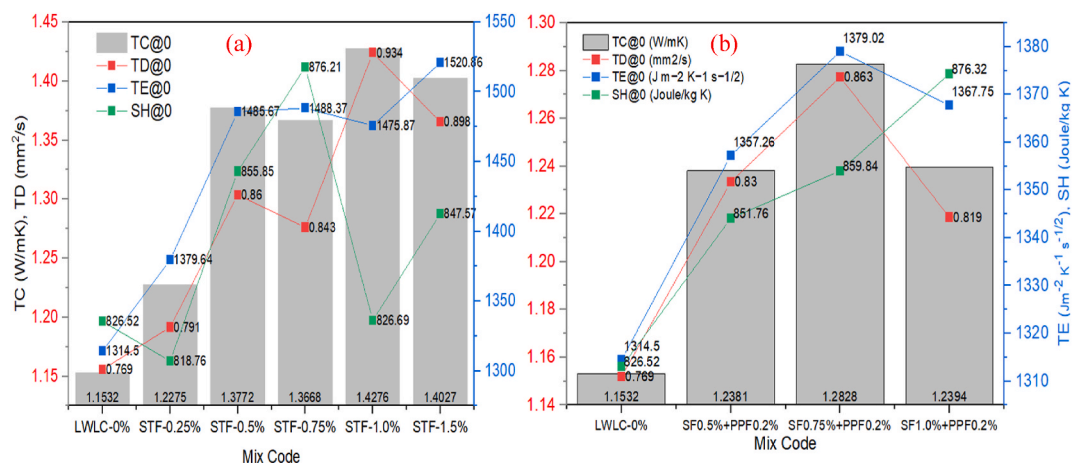 (a)
TC@0
TD@0
TE@0
SH@0
TC (W/mK), TD (mm²/s)
1.45
1.40
1.35
1.30
1.25
1.20
1.15
1550
1500
1450
1400
1350
1300
826.52
1314.5
0.769
1379.64
0.791
818.76
1485.67
855.85
0.86
876.21
1488.37
0.843
0.934
1475.87
826.69
1520.86
0.898
847.57
1.1532
1.2275
1.3772
1.3668
1.4276
1.4027
LWLC-0%
STF-0.25%
STF-0.5%
STF-0.75%
STF-1.0%
STF-1.5%
Mix Code
(b)
TC@0 (W/mK)
TD@0 (mm2/s)
TE@0 (J m−2 K−1 s−1/2)
SH@0 (Joule/kg K)
1.30
1.28
1.26
1.24
1.22
1.20
1.18
1.16
1.14
1380
1370
1360
1350
1340
1330
1320
1310
TE (Jm⁻² K⁻¹ s⁻¹/²), SH (Joule/kg K)
1314.5
826.52
0.769
1357.26
0.83
851.76
1379.02
0.863
859.84
876.32
1367.75
0.819
1.1532
1.2381
1.2828
1.2394
LWLC-0%
SF0.5%+PPF0.2%
SF0.75%+PPF0.2%
SF1.0%+PPF0.2%
Mix Code